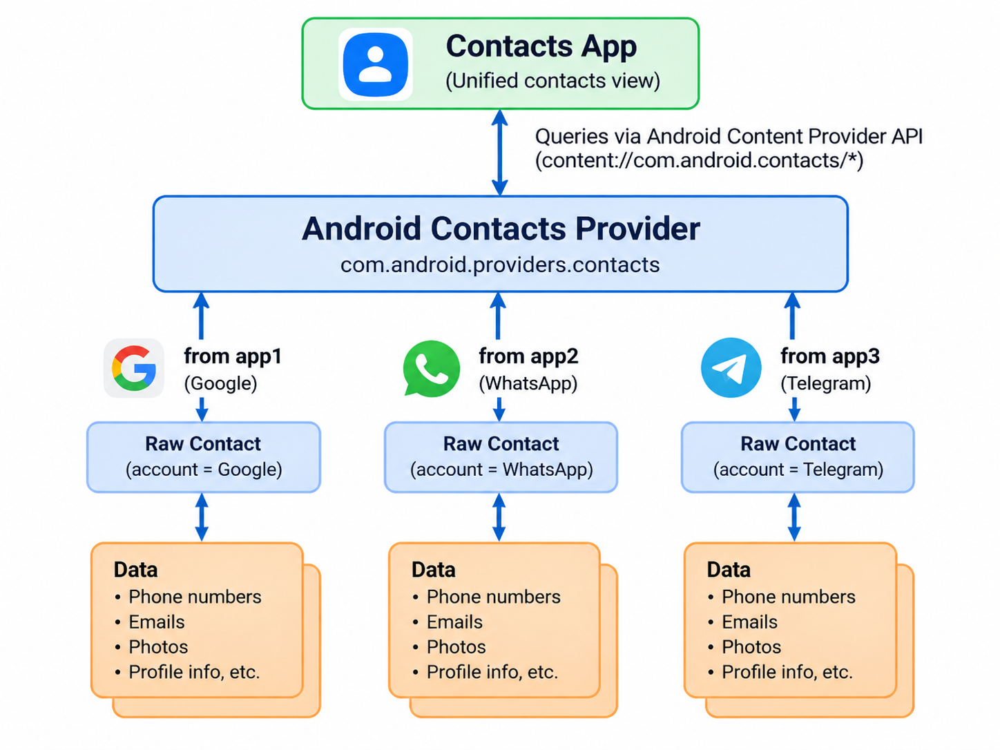 Contacts App
(Unified contacts view)
Queries via Android Content Provider API
(content://com.android.contacts/*)
Android Contacts Provider
com.android.providers.contacts
from app1
(Google)
from app2
(WhatsApp)
from app3
(Telegram)
Raw Contact
(account = Google)
Raw Contact
(account = WhatsApp)
Raw Contact
(account = Telegram)
Data
• Phone numbers
• Emails
• Photos
• Profile info, etc.
Data
• Phone numbers
• Emails
• Photos
• Profile info, etc.
Data
• Phone numbers
• Emails
• Photos
• Profile info, etc.